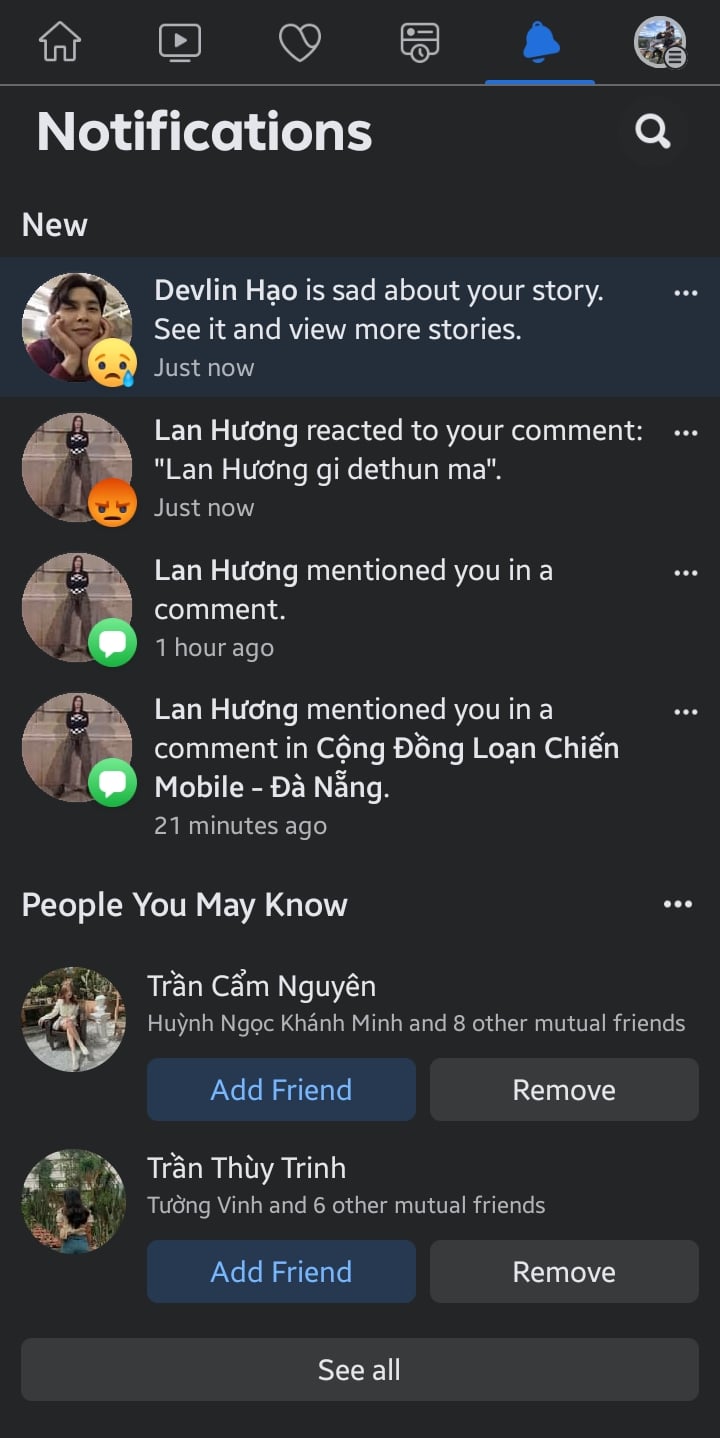 Notifications
New
Devlin Hạo is sad about your story.
See it and view more stories.
Just now
Lan Hương reacted to your comment:
"Lan Hương gi dethun ma".
Just now
Lan Hương mentioned you in a
comment.
1 hour ago
Lan Hương mentioned you in a
comment in Cộng Đồng Loạn Chiến
Mobile - Đà Nẵng.
21 minutes ago
People You May Know
Trần Cẩm Nguyên
Huỳnh Ngọc Khánh Minh and 8 other mutual friends
Add Friend Remove
Trần Thùy Trinh
Tường Vinh and 6 other mutual friends
Add Friend Remove
See all